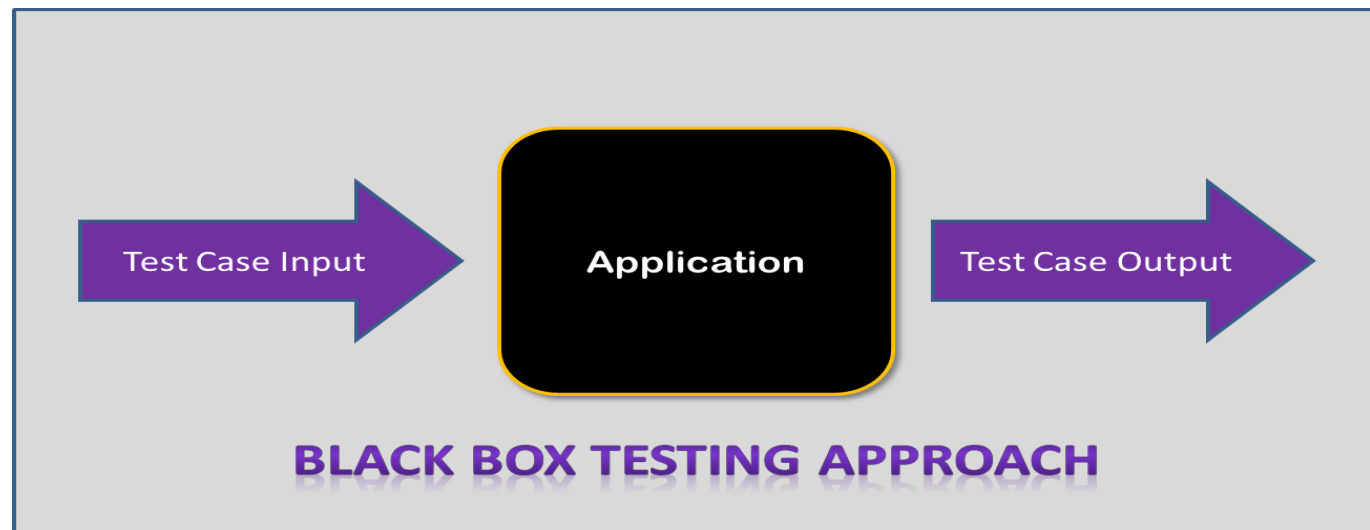 Test Case Input
Application
Test Case Output
BLACK BOX TESTING APPROACH